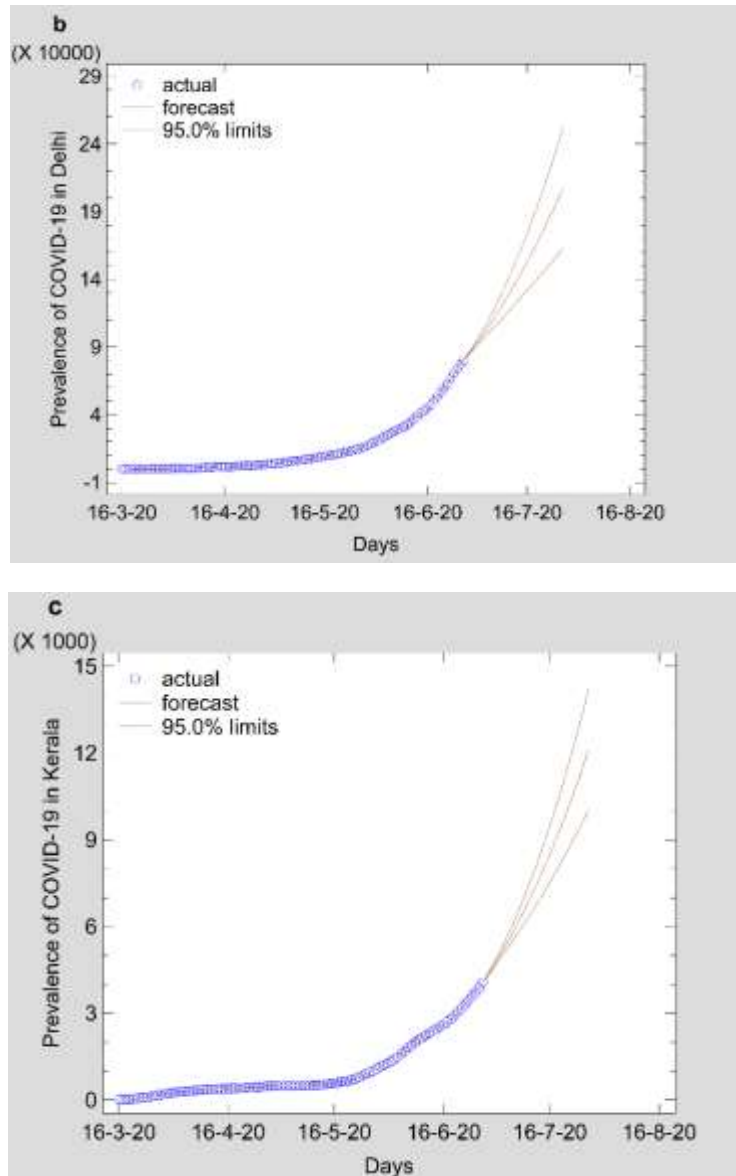 b
(X 10000)
29
24
19
14
9
4
-1
Prevalence of COVID-19 in Delhi
actual
forecast
95.0% limits
16-3-20 16-4-20 16-5-20 16-6-20 16-7-20 16-8-20
Days
c
(X 1000)
15
12
9
6
3
0
Prevalence of COVID-19 in Kerala
actual
forecast
95.0% limits
16-3-20 16-4-20 16-5-20 16-6-20 16-7-20 16-8-20
Days